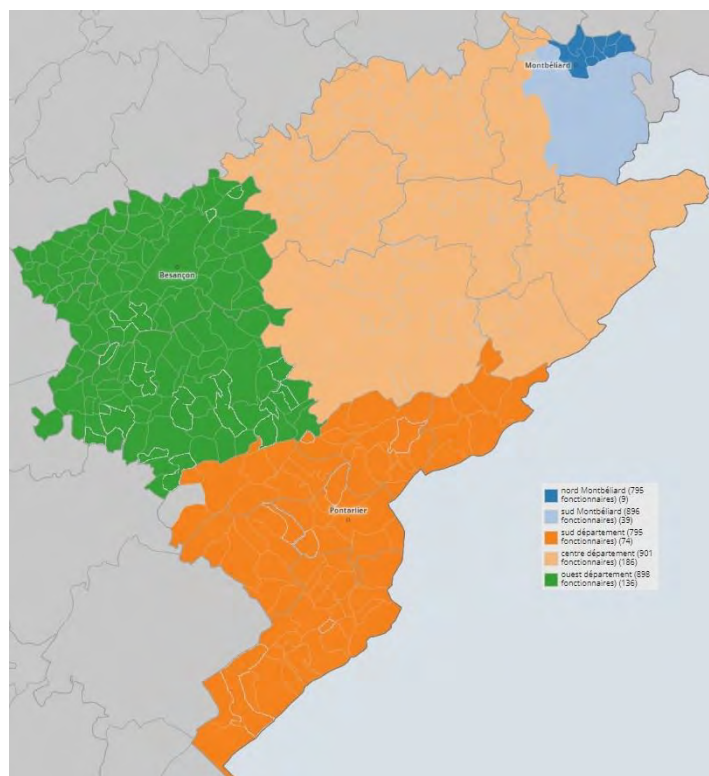 Montbéliard
Besançon
Pontarlier
nord Montbéliard (795
fonctionnaires) (9)
sud Montbéliard (896
fonctionnaires) (39)
sud département (795
fonctionnaires) (74)
centre département (901
fonctionnaires) (186)
ouest département (898
fonctionnaires) (136)